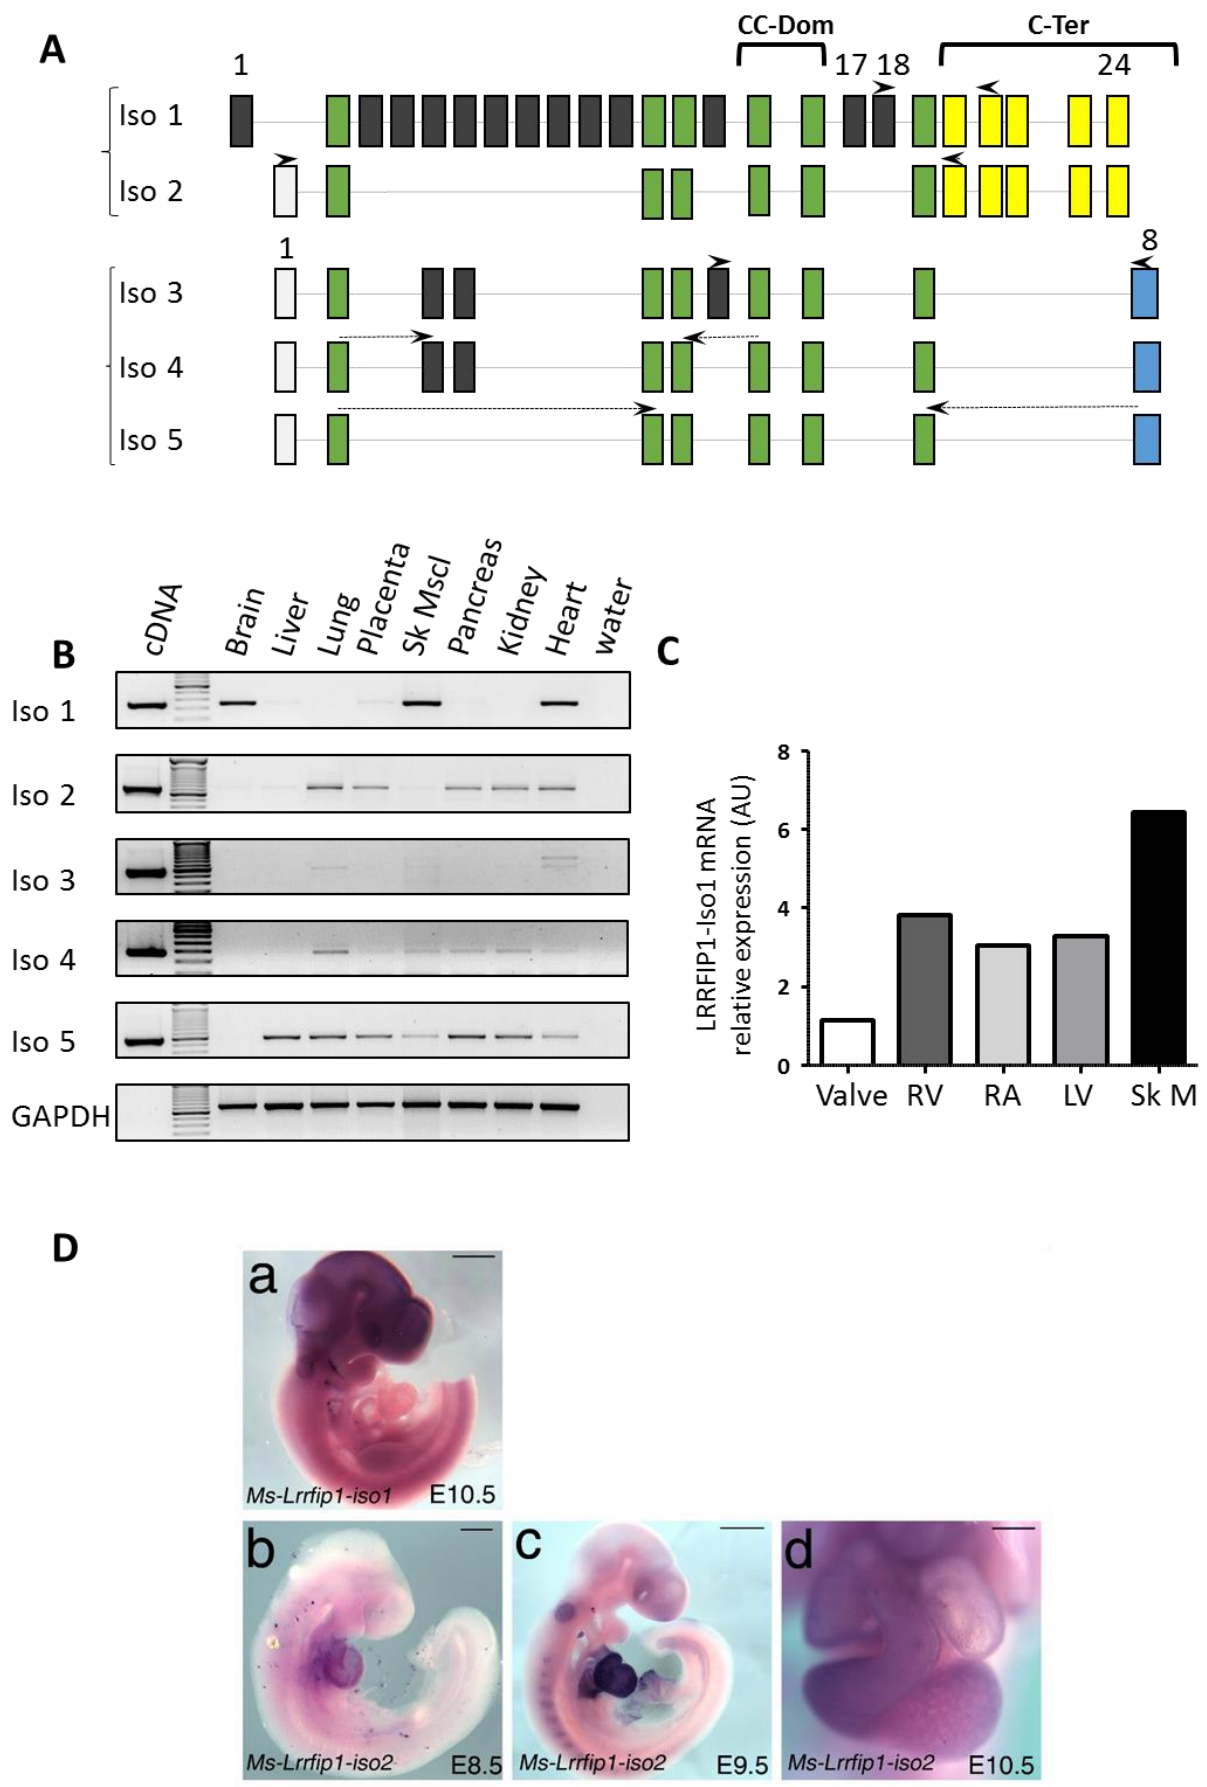 A
CC-Dom
C-Ter
1
17 18
24
Iso 1
Iso 2
1
8
Iso 3
Iso 4
Iso 5
B
cDNA
Brain
Liver
Lung
Placenta
Sk Mscl
Pancreas
Kidney
Heart
water
Iso 1
Iso 2
Iso 3
Iso 4
Iso 5
GAPDH
C
LRRFIP1-Iso1 mRNA
relative expression (AU)
8
6
4
2
0
Valve RV RA LV Sk M
D
a
Ms-Lrrfip1-iso1 E10.5
b
Ms-Lrrfip1-iso2 E8.5
c
Ms-Lrrfip1-iso2 E9.5
d
Ms-Lrrfip1-iso2 E10.5